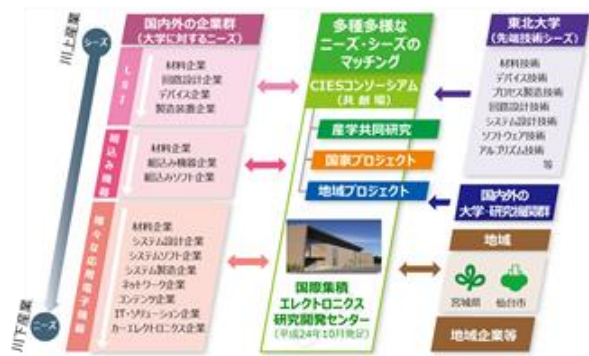 川上産業
シーズ
ニーズ
川下産業
国内外の企業群
(大学に対するニーズ)
LSI
材料企業
回路設計企業
デバイス企業
製造装置企業
組込み機器
材料企業
組込み機器企業
組込みソフト企業
種々な応用電子機器
材料企業
システム設計企業
システムソフト企業
システム製造企業
ネットワーク企業
コンテンツ企業
IT・ソリューション企業
カーエレクトロニクス企業
多種多様な
ニーズ・シーズの
マッチング
CIESコンソーシアム
(共創場)
産学共同研究
国家プロジェクト
地域プロジェクト
国際集積
エレクトロニクス
研究開発センター
(平成24年10月発足)
東北大学
(先端技術シーズ)
材料技術
デバイス技術
プロセス製造技術
回路設計技術
システム設計技術
ソフトウェア技術
アルゴリズム技術
等
国内外の
大学・研究機関群
地域
宮城県
仙台市
地域企業等